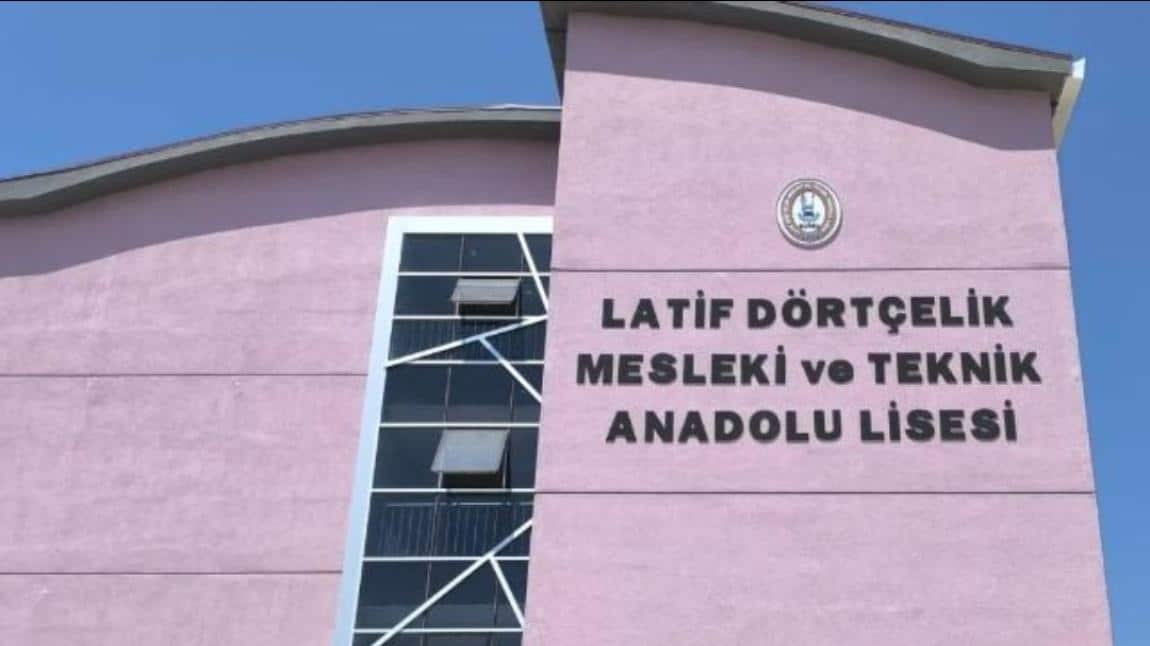 LATİF DÖRTÇELİK
MESLEKİ ve TEKNİK
ANADOLU LİSESİ